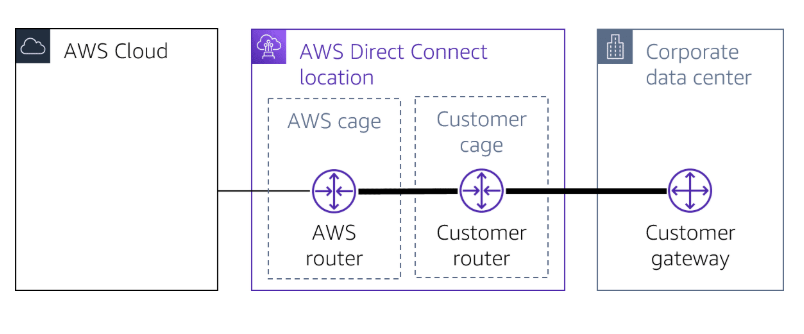 AWS Cloud
AWS Direct Connect
location
Corporate
data center
AWS cage
Customer
cage
AWS
router
Customer
router
Customer
gateway